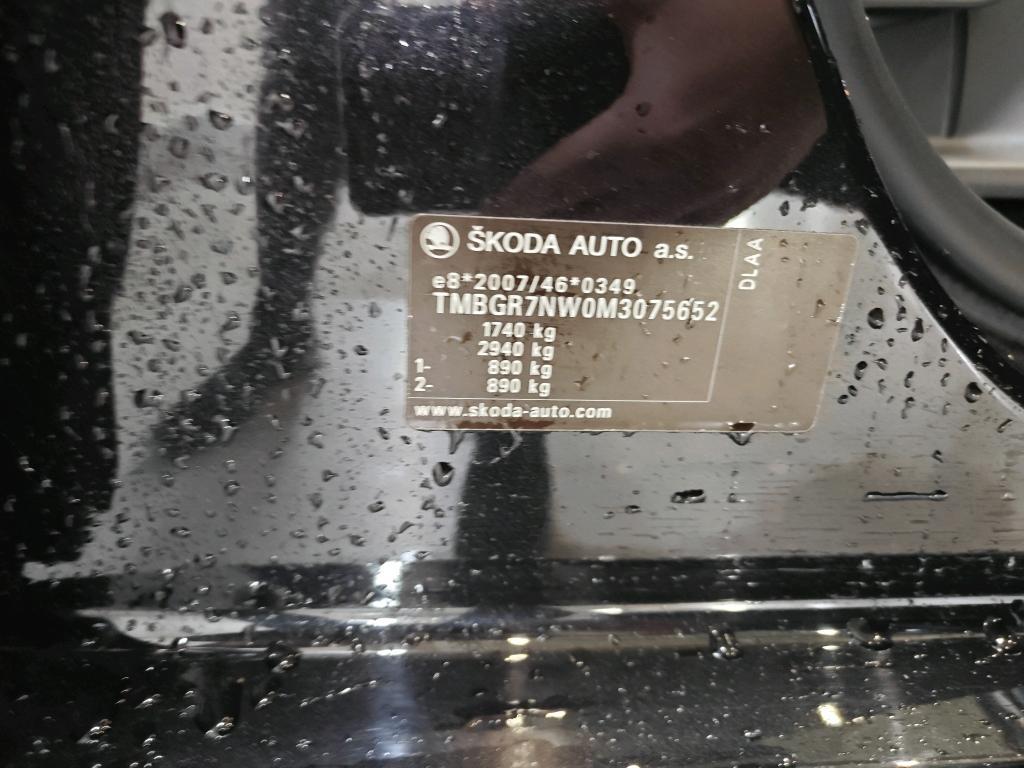 ŠKODA AUTO a.s.
e8*2007/46*0349
TMBGR7NW0M3075652
1740 kg
2940 kg
1- 890 kg
2- 890 kg
www.skoda-auto.com
DLAA